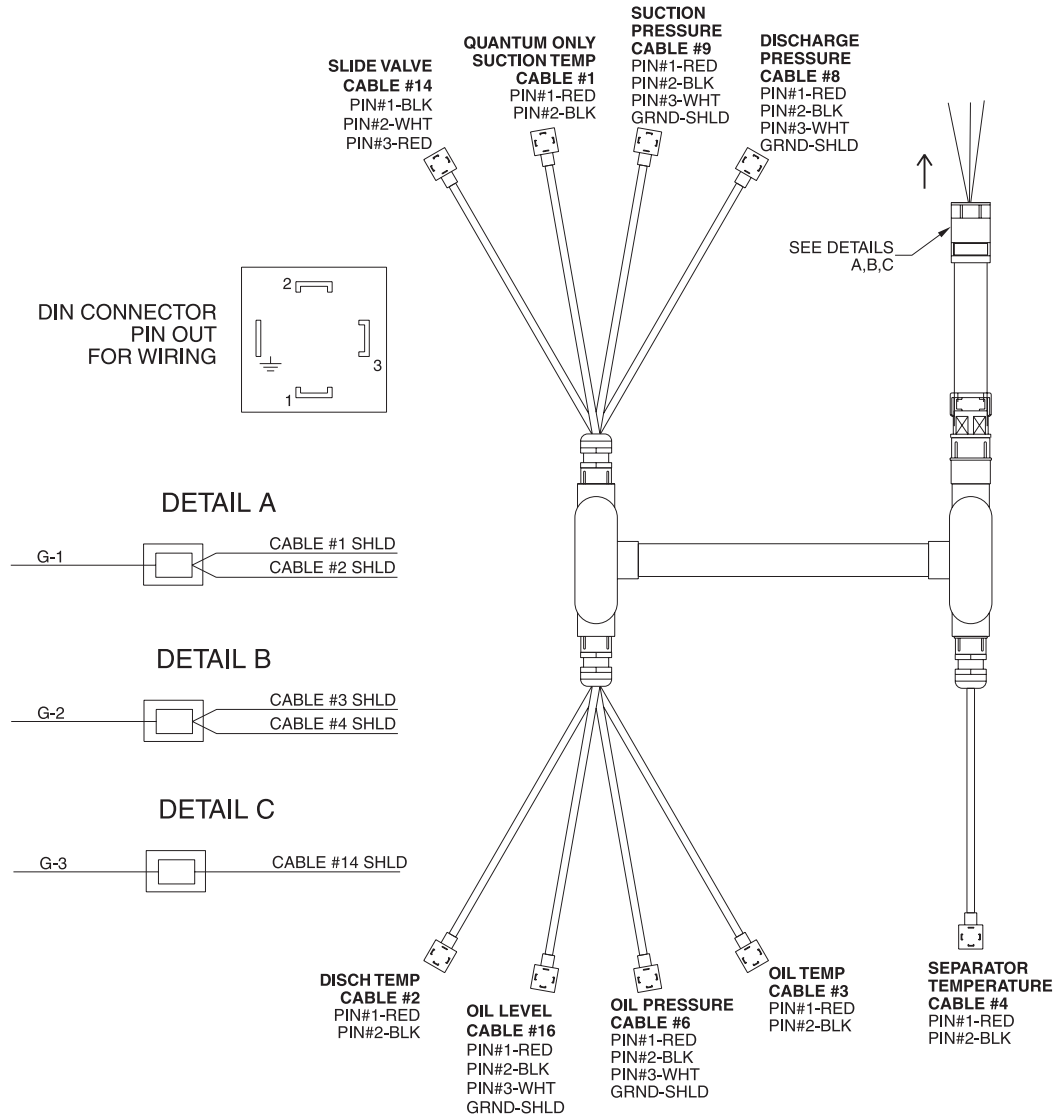 SLIDE VALVE
CABLE #14
PIN#1-BLK
PIN#2-WHT
PIN#3-RED
QUANTUM ONLY
SUCTION TEMP
CABLE #1
PIN#1-RED
PIN#2-BLK
SUCTION
PRESSURE
CABLE #9
PIN#1-RED
PIN#2-BLK
PIN#3-WHT
GRND-SHLD
DISCHARGE
PRESSURE
CABLE #8
PIN#1-RED
PIN#2-BLK
PIN#3-WHT
GRND-SHLD
SEE DETAILS
A,B,C
DIN CONNECTOR
PIN OUT
FOR WIRING
2
3
1
DETAIL A
G-1
CABLE #1 SHLD
CABLE #2 SHLD
DETAIL B
G-2
CABLE #3 SHLD
CABLE #4 SHLD
DETAIL C
G-3
CABLE #14 SHLD
DISCH TEMP
CABLE #2
PIN#1-RED
PIN#2-BLK
OIL LEVEL
CABLE #16
PIN#1-RED
PIN#2-BLK
PIN#3-WHT
GRND-SHLD
OIL PRESSURE
CABLE #6
PIN#1-RED
PIN#2-BLK
PIN#3-WHT
GRND-SHLD
OIL TEMP
CABLE #3
PIN#1-RED
PIN#2-BLK
SEPARATOR
TEMPERATURE
CABLE #4
PIN#1-RED
PIN#2-BLK